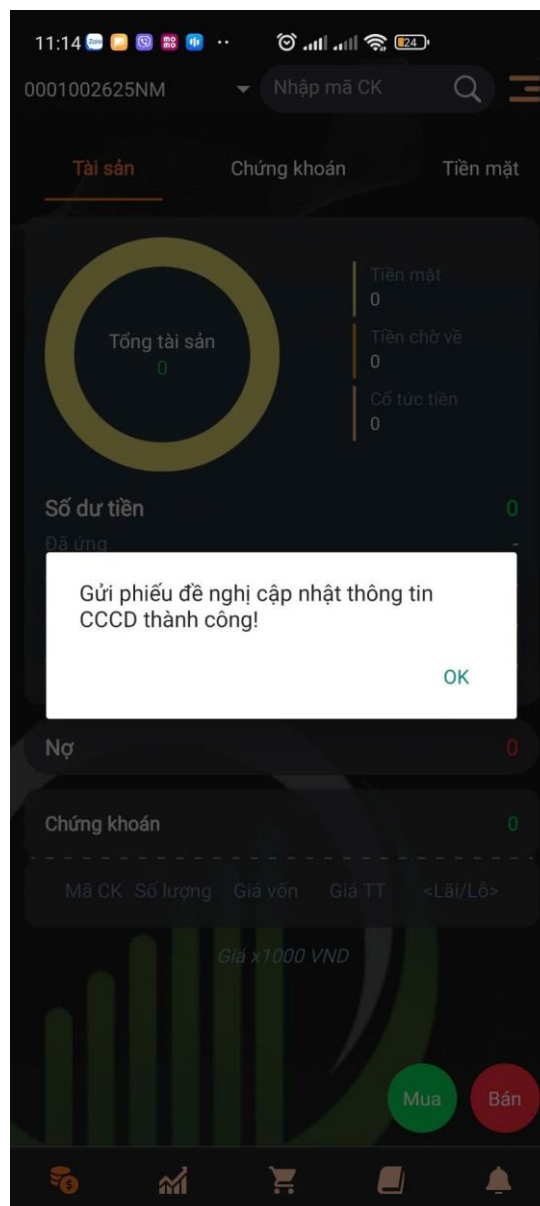 11:14
24
0001002625NM
Nhập mã CK
Tài sản
Chứng khoán
Tiền mặt
Tổng tài sản
0
Tiền mặt
0
Tiền chờ về
0
Cổ tức tiền
0
Số dư tiền
0
Đã ứng
-
Gửi phiếu đề nghị cập nhật thông tin
CCCD thành công!
OK
Nợ
0
Chứng khoán
0
Mã CK Số lượng Giá vốn Giá TT <Lãi/Lỗ>
Giá x1000 VND
Mua
Bán